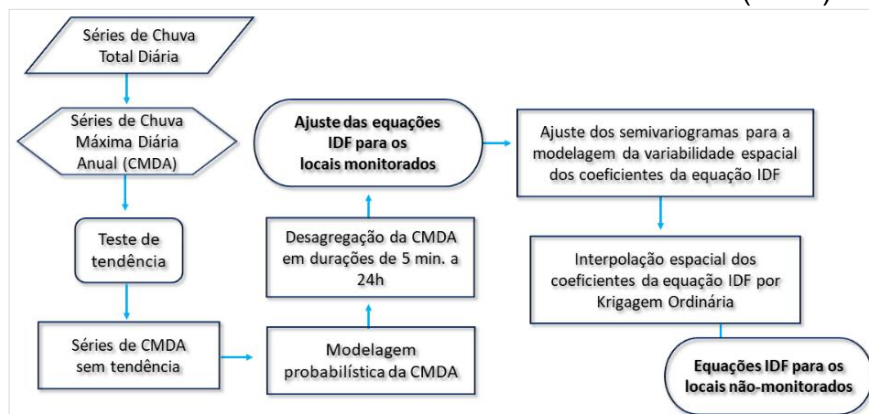 Séries de Chuva
Total Diária
Séries de Chuva
Máxima Diária
Anual (CMDA)
Teste de
tendência
Séries de CMDA
sem tendência
Modelagem
probabilística da CMDA
Desagregação da CMDA
em durações de 5 min. a
24h
Ajuste das equações
IDF para os
locais monitorados
Ajuste dos semivariogramas para a
modelagem da variabilidade espacial
dos coeficientes da equação IDF
Interpolação espacial dos
coeficientes da equação IDF por
Krigagem Ordinária
Equações IDF para os
locais não-monitorados